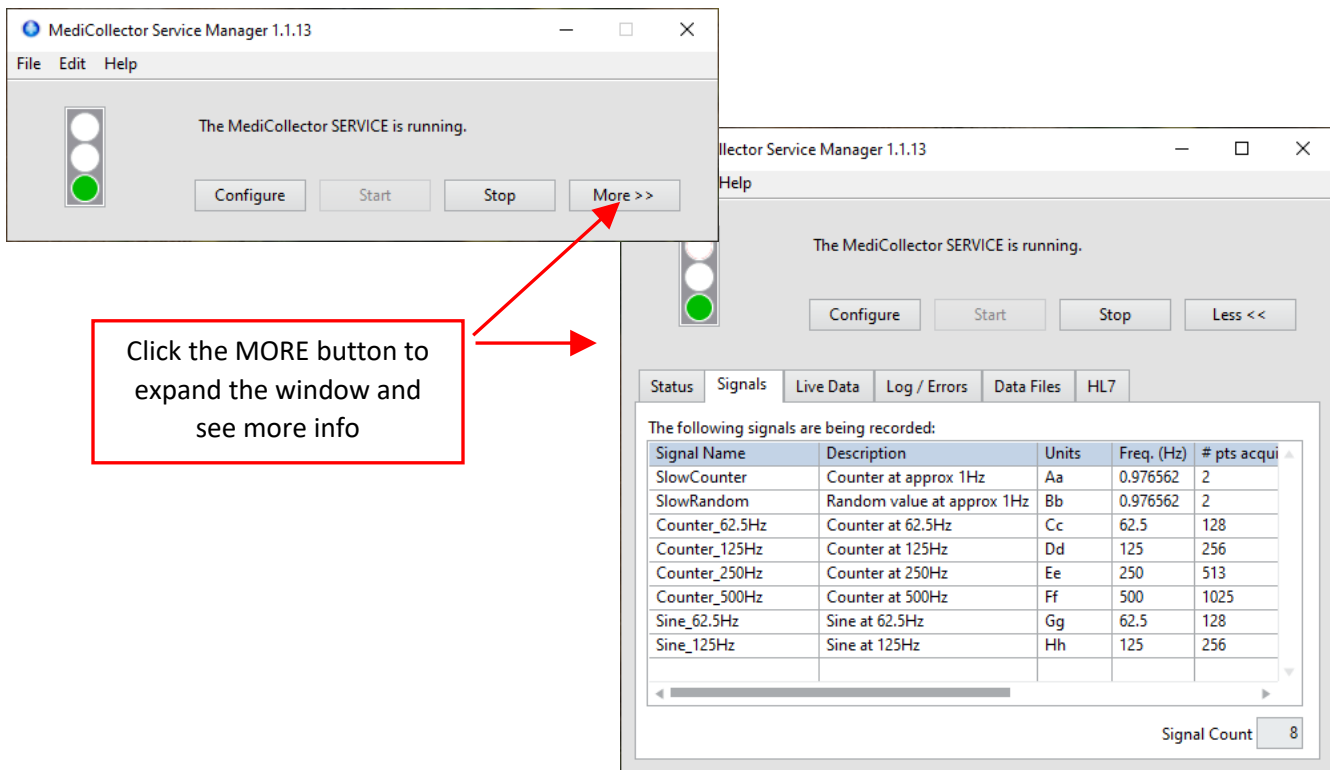 MediCollector Service Manager 1.1.13
File Edit Help
The MediCollector SERVICE is running.
Configure Start Stop More >>
Click the MORE button to
expand the window and
see more info
llector Service Manager 1.1.13
Help
The MediCollector SERVICE is running.
Configure Start Stop Less <<
Status Signals Live Data Log / Errors Data Files HL7
The following signals are being recorded:
Signal Name Description Units Freq. (Hz) # pts acqui
SlowCounter Counter at approx 1Hz Aa 0.976562 2
SlowRandom Random value at approx 1Hz Bb 0.976562 2
Counter_62.5Hz Counter at 62.5Hz Cc 62.5 128
Counter_125Hz Counter at 125Hz Dd 125 256
Counter_250Hz Counter at 250Hz Ee 250 513
Counter_500Hz Counter at 500Hz Ff 500 1025
Sine_62.5Hz Sine at 62.5Hz Gg 62.5 128
Sine_125Hz Sine at 125Hz Hh 125 256
Signal Count 8